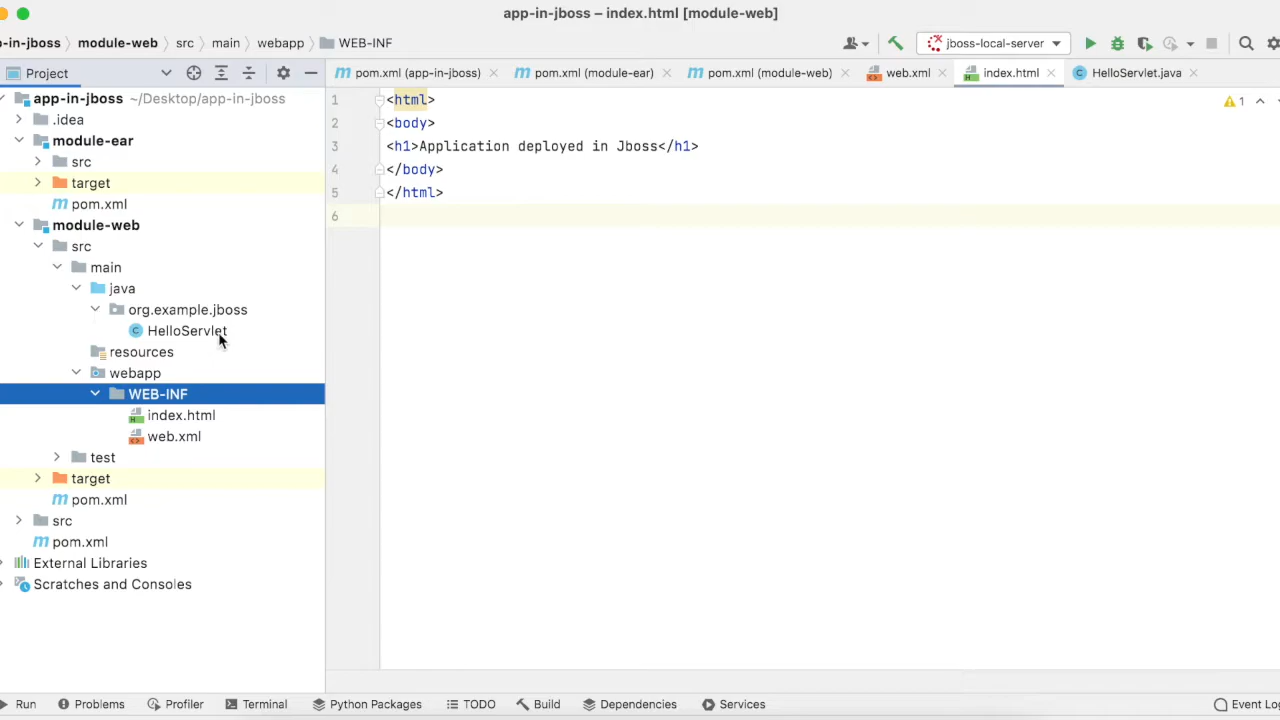 app-in-jboss – index.html [module-web]
-in-jboss
module-web
src
main
webapp
WEB-INF
jboss-local-server
Project
pom.xml (app-in-jboss)
pom.xml (module-ear)
pom.xml (module-web)
web.xml
index.html
HelloServlet.java
app-in-jboss ~/Desktop/app-in-jboss
.idea
module-ear
src
target
pom.xml
module-web
src
main
java
org.example.jboss
HelloServlet
resources
webapp
WEB-INF
index.html
web.xml
test
target
pom.xml
src
pom.xml
External Libraries
Scratches and Consoles
1 <html>
2 <body>
3 <h1>Application deployed in Jboss</h1>
4 </body>
5 </html>
6
1
Run
Problems
Profiler
Terminal
Python Packages
TODO
Build
Dependencies
Services
Event Log